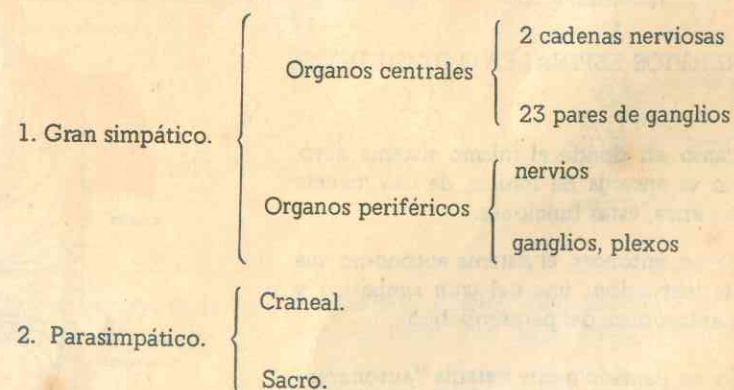 2 cadenas nerviosas
Organos centrales
23 pares de ganglios
1. Gran simpático.
nervios
Organos periféricos
ganglios, plexos
Craneal.
2. Parasimpático.
Sacro.